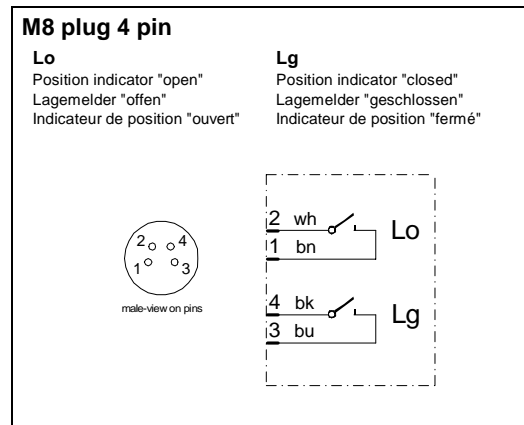 M8 plug 4 pin
Lo
Position indicator "open"
Lagemelder "offen"
Indicateur de position "ouvert"
Lg
Position indicator "closed"
Lagemelder "geschlossen"
Indicateur de position "fermé"
2 4
1 3
male-view on pins
2 wh
1 bn
Lo
4 bk
3 bu
Lg